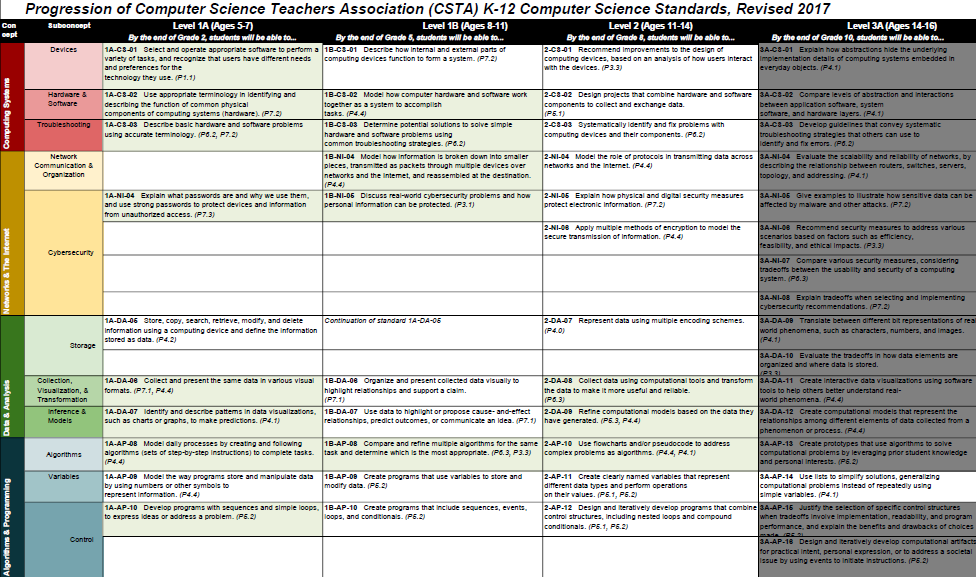 Progression of Computer Science Teachers Association (CSTA) K-12 Computer Science Standards, Revised 2017
Con
cept
Subconcept
Level 1A (Ages 5-7)
By the end of Grade 2, students will be able to...
Level 1B (Ages 8-11)
By the end of Grade 5, students will be able to...
Level 2 (Ages 11-14)
By the end of Grade 8, students will be able to...
Level 3A (Ages 14-16)
By the end of Grade 10, students will be able to...
Computing Systems
Devices
1A-CS-01 Select and operate appropriate software to perform a
variety of tasks, and recognize that users have different needs
and preferences for the
technology they use. (P1.1)
1B-CS-01 Describe how internal and external parts of
computing devices function to form a system. (P7.2)
2-CS-01 Recommend improvements to the design of
computing devices, based on an analysis of how users interact
with the devices. (P3.3)
3A-CS-01 Explain how abstractions hide the underlying
implementation details of computing systems embedded in
everyday objects. (P4.1)
Hardware &
Software
1A-CS-02 Use appropriate terminology in identifying and
describing the function of common physical
components of computing systems (hardware). (P7.2)
1B-CS-02 Model how computer hardware and software work
together as a system to accomplish
tasks. (P4.4)
2-CS-02 Design projects that combine hardware and software
components to collect and exchange data.
(P5.1)
3A-CS-02 Compare levels of abstraction and interactions
between application software, system
software, and hardware layers. (P4.1)
Troubleshooting
1A-CS-03 Describe basic hardware and software problems
using accurate terminology. (P6.2, P7.2)
1B-CS-03 Determine potential solutions to solve simple
hardware and software problems using
common troubleshooting strategies. (P6.2)
2-CS-03 Systematically identify and fix problems with
computing devices and their components. (P6.2)
3A-CS-03 Develop guidelines that convey systematic
troubleshooting strategies that others can use to
identify and fix errors. (P6.2)
Networks & The Internet
Network
Communication &
Organization
1B-NI-04 Model how information is broken down into smaller
pieces, transmitted as packets through multiple devices over
networks and the Internet, and reassembled at the destination.
(P4.4)
2-NI-04 Model the role of protocols in transmitting data across
networks and the Internet. (P4.4)
3A-NI-04 Evaluate the scalability and reliability of networks, by
describing the relationship between routers, switches, servers,
topology, and addressing. (P4.1)
Cybersecurity
1A-NI-04 Explain what passwords are and why we use them,
and use strong passwords to protect devices and information
from unauthorized access. (P7.3)
1B-NI-05 Discuss real-world cybersecurity problems and how
personal information can be protected. (P3.1)
2-NI-05 Explain how physical and digital security measures
protect electronic information. (P7.2)
3A-NI-05 Give examples to illustrate how sensitive data can be
affected by malware and other attacks. (P7.2)
2-NI-06 Apply multiple methods of encryption to model the
secure transmission of information. (P4.4)
3A-NI-06 Recommend security measures to address various
scenarios based on factors such as efficiency,
feasibility, and ethical impacts. (P3.3)
3A-NI-07 Compare various security measures, considering
tradeoffs between the usability and security of a computing
system. (P6.3)
3A-NI-08 Explain tradeoffs when selecting and implementing
cybersecurity recommendations. (P7.2)
Data & Analysis
Storage
1A-DA-05 Store, copy, search, retrieve, modify, and delete
information using a computing device and define the information
stored as data. (P4.2)
Continuation of standard 1A-DA-05
2-DA-07 Represent data using multiple encoding schemes.
(P4.0)
3A-DA-09 Translate between different bit representations of real
world phenomena, such as characters, numbers, and images.
(P4.1)
3A-DA-10 Evaluate the tradeoffs in how data elements are
organized and where data is stored.
(P3.3)
Collection,
Visualization, &
Transformation
1A-DA-06 Collect and present the same data in various visual
formats. (P7.1, P4.4)
1B-DA-06 Organize and present collected data visually to
highlight relationships and support a claim.
(P7.1)
2-DA-08 Collect data using computational tools and transform
the data to make it more useful and reliable.
(P6.3)
3A-DA-11 Create interactive data visualizations using software
tools to help others better understand real-
world phenomena. (P4.4)
Inference &
Models
1A-DA-07 Identify and describe patterns in data visualizations,
such as charts or graphs, to make predictions. (P4.1)
1B-DA-07 Use data to highlight or propose cause-and-effect
relationships, predict outcomes, or communicate an idea. (P7.1)
2-DA-09 Refine computational models based on the data they
have generated. (P5.3, P4.4)
3A-DA-12 Create computational models that represent the
relationships among different elements of data collected from a
phenomenon or process. (P4.4)
Algorithms & Programming
Algorithms
1A-AP-08 Model daily processes by creating and following
algorithms (sets of step-by-step instructions) to complete tasks.
(P4.4)
1B-AP-08 Compare and refine multiple algorithms for the same
task and determine which is the most appropriate. (P6.3, P3.3)
2-AP-10 Use flowcharts and/or pseudocode to address
complex problems as algorithms. (P4.4, P4.1)
3A-AP-13 Create prototypes that use algorithms to solve
computational problems by leveraging prior student knowledge
and personal interests. (P5.2)
Variables
1A-AP-09 Model the way programs store and manipulate data
by using numbers or other symbols to
represent information. (P4.4)
1B-AP-09 Create programs that use variables to store and
modify data. (P5.2)
2-AP-11 Create clearly named variables that represent
different data types and perform operations
on their values. (P5.1, P5.2)
3A-AP-14 Use lists to simplify solutions, generalizing
computational problems instead of repeatedly using
simple variables. (P4.1)
Control
1A-AP-10 Develop programs with sequences and simple loops,
to express ideas or address a problem. (P5.2)
1B-AP-10 Create programs that include sequences, events,
loops, and conditionals. (P5.2)
2-AP-12 Design and iteratively develop programs that combine
control structures, including nested loops and compound
conditionals. (P5.1, P5.2)
3A-AP-15 Justify the selection of specific control structures
when tradeoffs involve implementation, readability, and program
performance, and explain the benefits and drawbacks of choices
made. (P5.2)
3A-AP-16 Design and iteratively develop computational artifacts
for practical intent, personal expression, or to address a societal
issue by using events to initiate instructions. (P5.2)